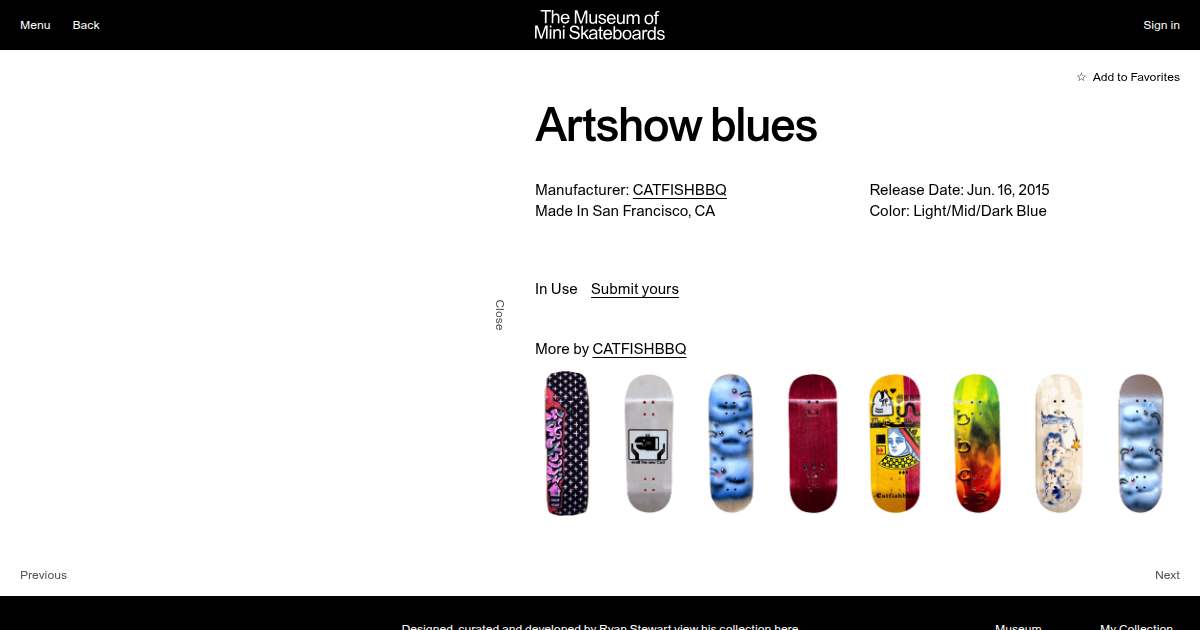 Menu Back
The Museum of
Mini Skateboards
Sign in
☆ Add to Favorites
Artshow blues
Manufacturer: CATFISHBBQ
Made In San Francisco, CA
Release Date: Jun. 16, 2015
Color: Light/Mid/Dark Blue
In Use Submit yours
Close
More by CATFISHBBQ
Previous
Next
Designed, curated and developed by Ryan Stewart view his collection here
Museum
My Collection